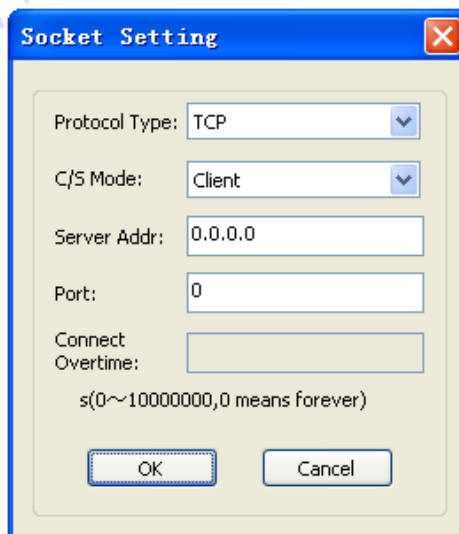 Socket Setting
Protocol Type: TCP
C/S Mode: Client
Server Addr: 0.0.0.0
Port: 0
Connect
Overtime:
s(0～10000000,0 means forever)
OK Cancel